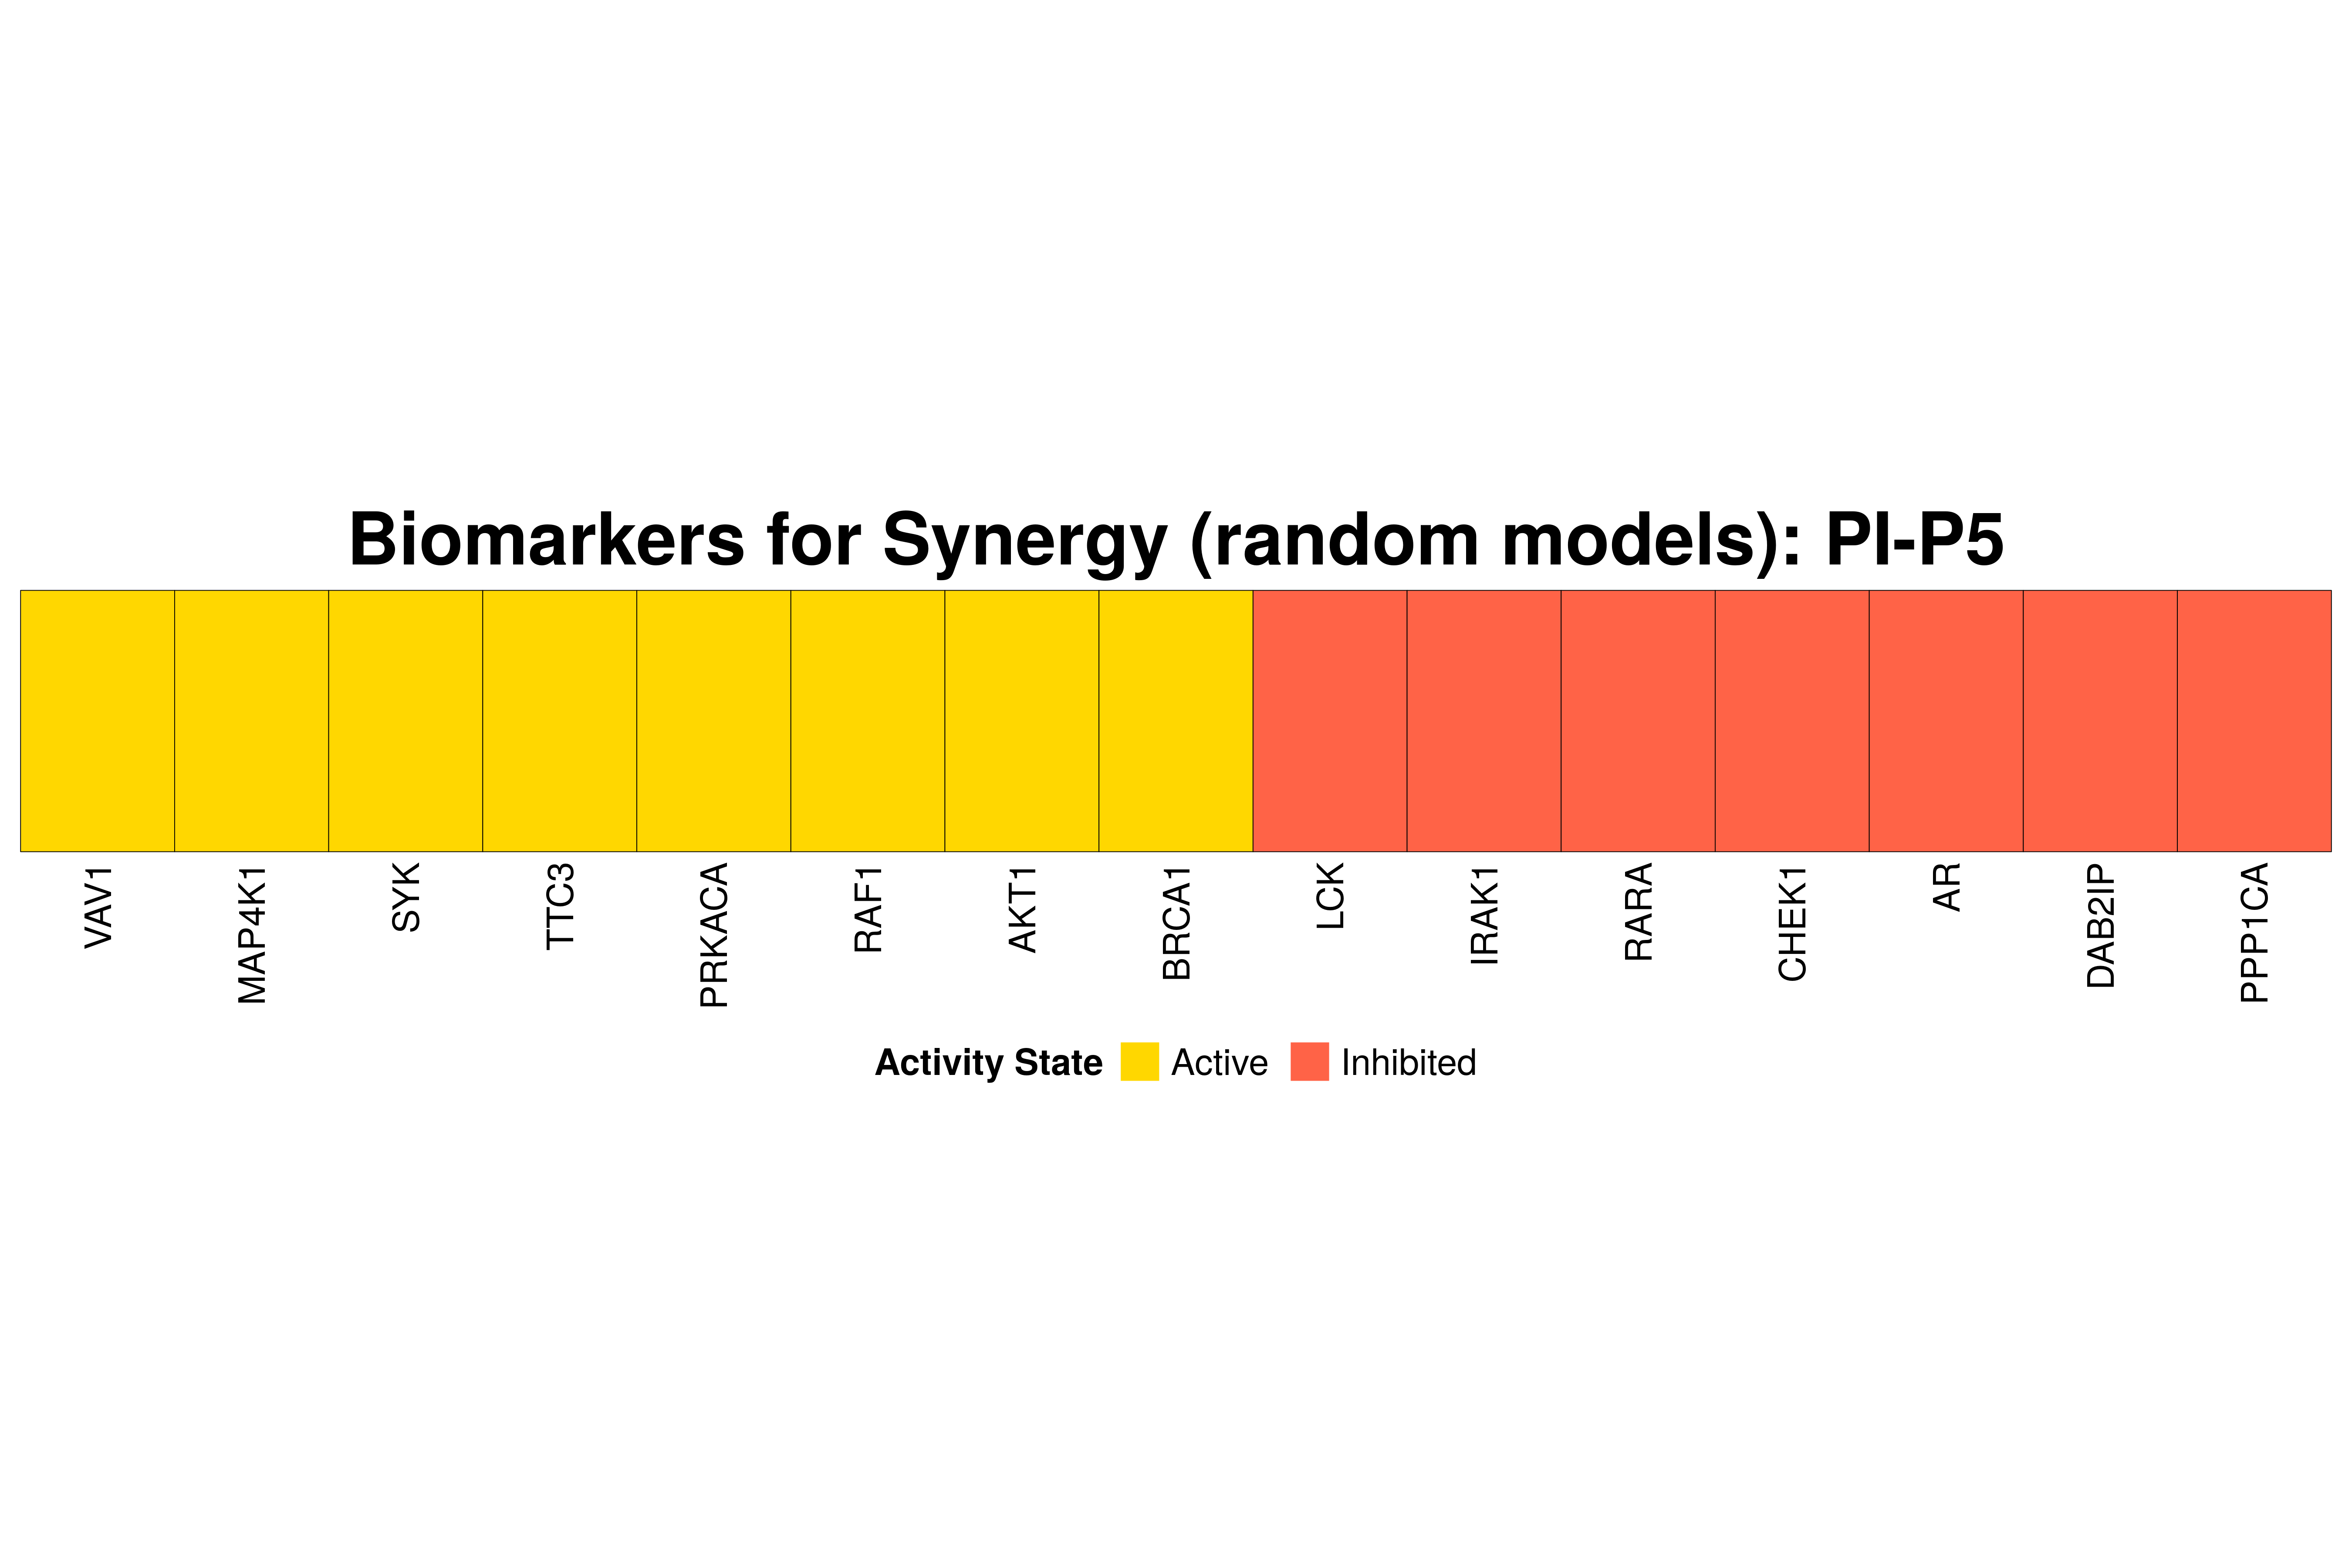 Biomarkers for Synergy (random models): PI-P5
VAV1
MAP4K1
SYK
TTC3
PRKACA
RAF1
AKT1
BRCA1
LCK
IRAK1
RARA
CHEK1
AR
DAB2IP
PPP1CA
Activity State Active Inhibited